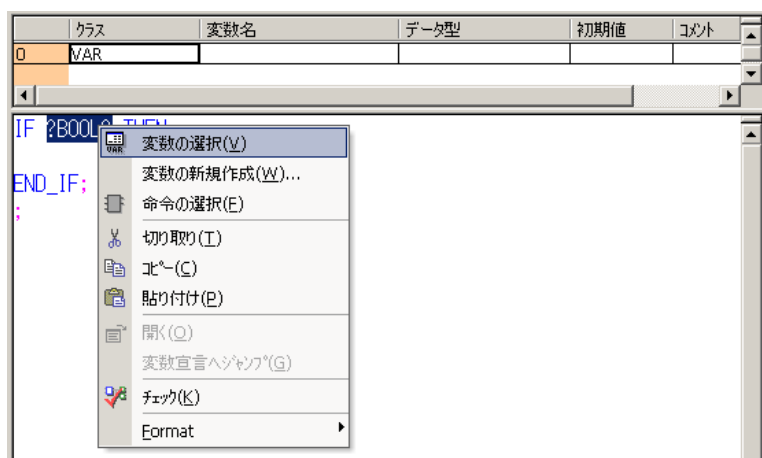 クラス 変数名 データ型 初期値 コメント
0 VAR
IF ?BOOL? THEN
END_IF;
;
変数の選択(V)
変数の新規作成(W)...
命令の選択(F)
切り取り(T)
コピー(C)
貼り付け(P)
開く(O)
変数宣言へジャンプ(G)
チェック(K)
Format